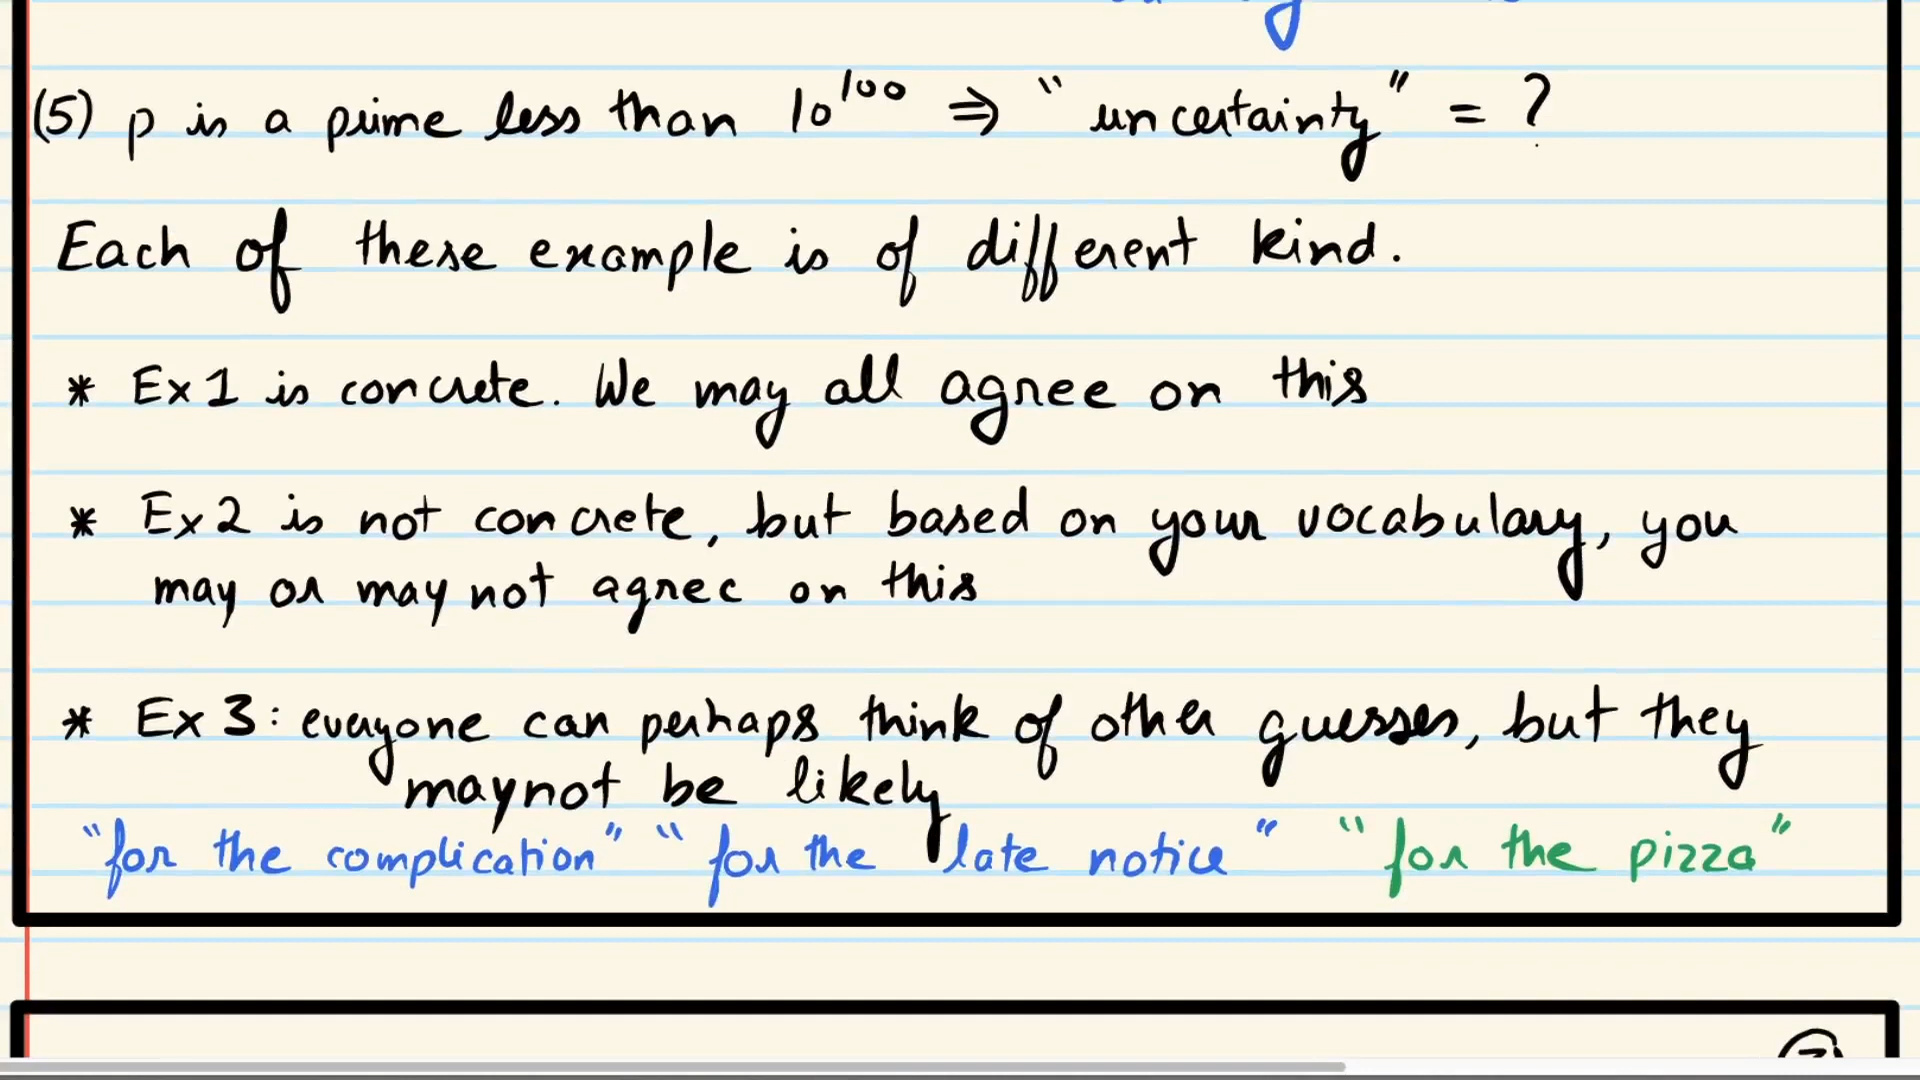 (5) p is a prime less than 10^100 ⇒ "uncertainty" = ?
Each of these example is of different kind.
* Ex 1 is concrete. We may all agree on this
* Ex 2 is not concrete, but based on your vocabulary, you
may or may not agree on this
* Ex 3: everyone can perhaps think of other guesses, but they
maynot be likely
"for the complication" "for the late notice" "for the pizza"